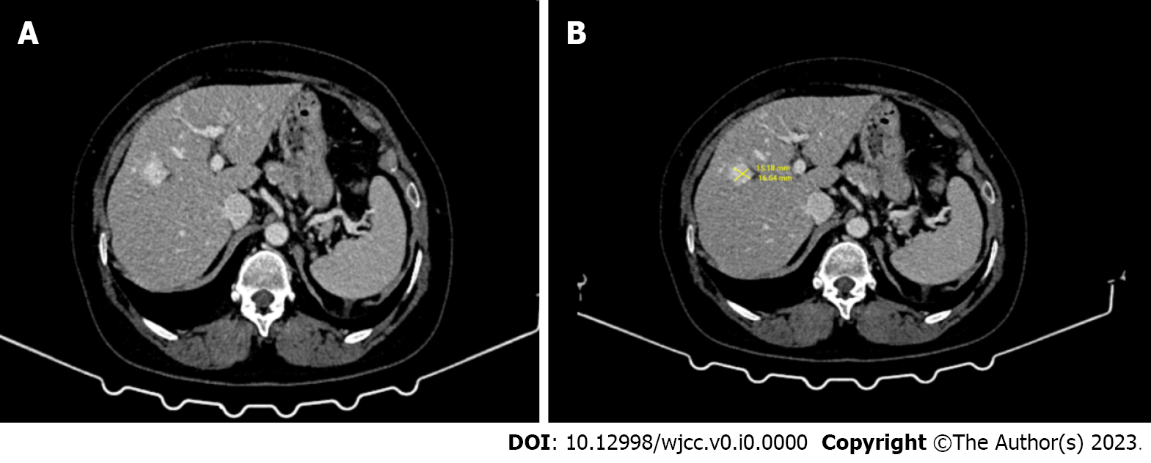 A
B
15.18 mm
16.64 mm
DOI: 10.12998/wjcc.v0.i0.0000 Copyright ©The Author(s) 2023.